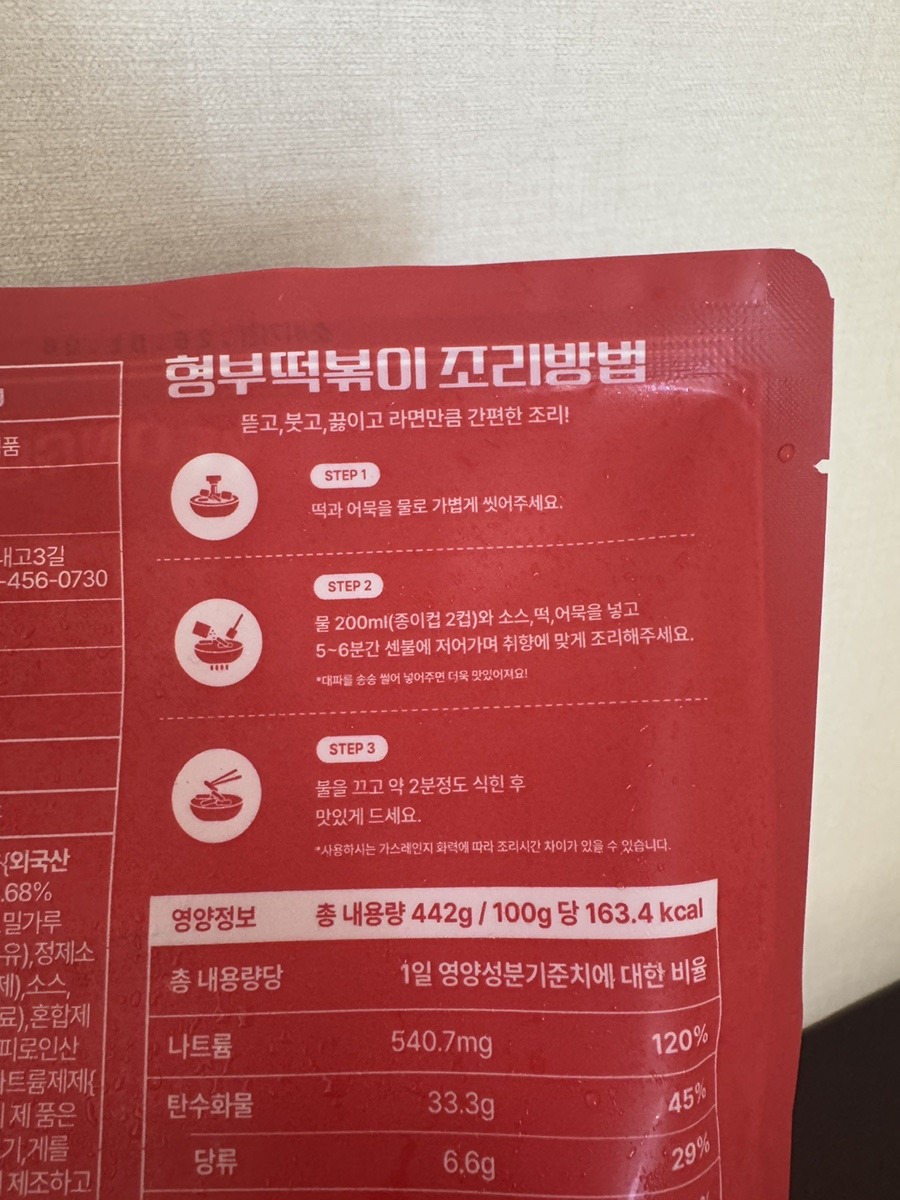 형부떡볶이 조리방법
뜯고,붓고,끓이고 라면만큼 간편한 조리!
STEP 1
떡과 어묵을 물로 가볍게 씻어주세요.
STEP 2
물 200ml(종이컵 2컵)와 소스,떡,어묵을 넣고
5~6분간 센불에 저어가며 취향에 맞게 조리해주세요.
*대파를 송송 썰어 넣어주면 더욱 맛있어져요!
STEP 3
불을 끄고 약 2분정도 식힌 후
맛있게 드세요.
*사용하시는 가스레인지 화력에 따라 조리시간 차이가 있을 수 있습니다.
영양정보 총 내용량 442g / 100g 당 163.4 kcal
총 내용량당 1일 영양성분기준치에 대한 비율
나트륨 540.7mg 120%
탄수화물 33.3g 45%
당류 6.6g 29%
품
내고3길
-456-0730
{외국산
.68%
밀가루
유),정제소
제),소스,
료),혼합제
피로인산
나트륨제제{
제 품은
기,게를
제조하고